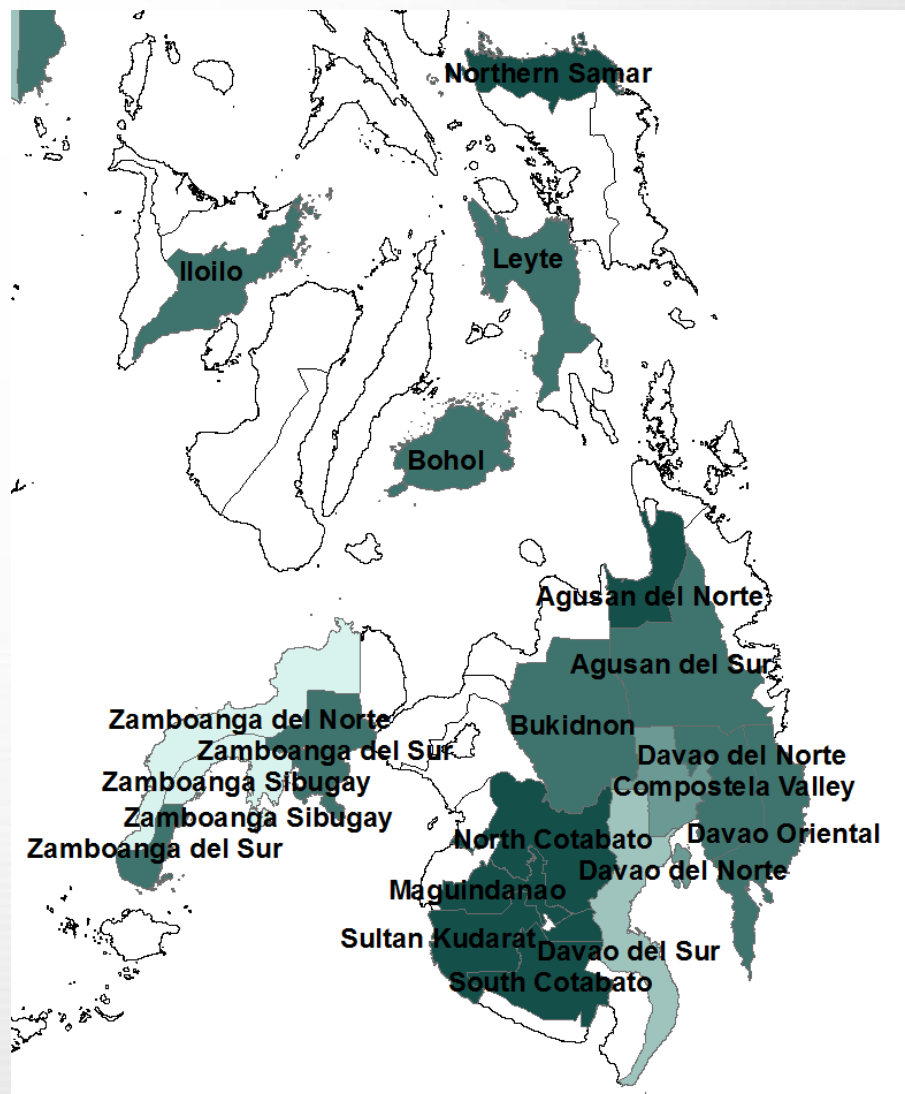 Northern Samar
Iloilo
Leyte
Bohol
Agusan del Norte
Agusan del Sur
Zamboanga del Norte
Bukidnon
Zamboanga del Sur
Davao del Norte
Zamboanga Sibugay
Compostela Valley
Zamboanga Sibugay
Davao Oriental
North Cotabato
Zamboanga del Sur
Davao del Norte
Maguindanao
Sultan Kudarat
Davao del Sur
South Cotabato